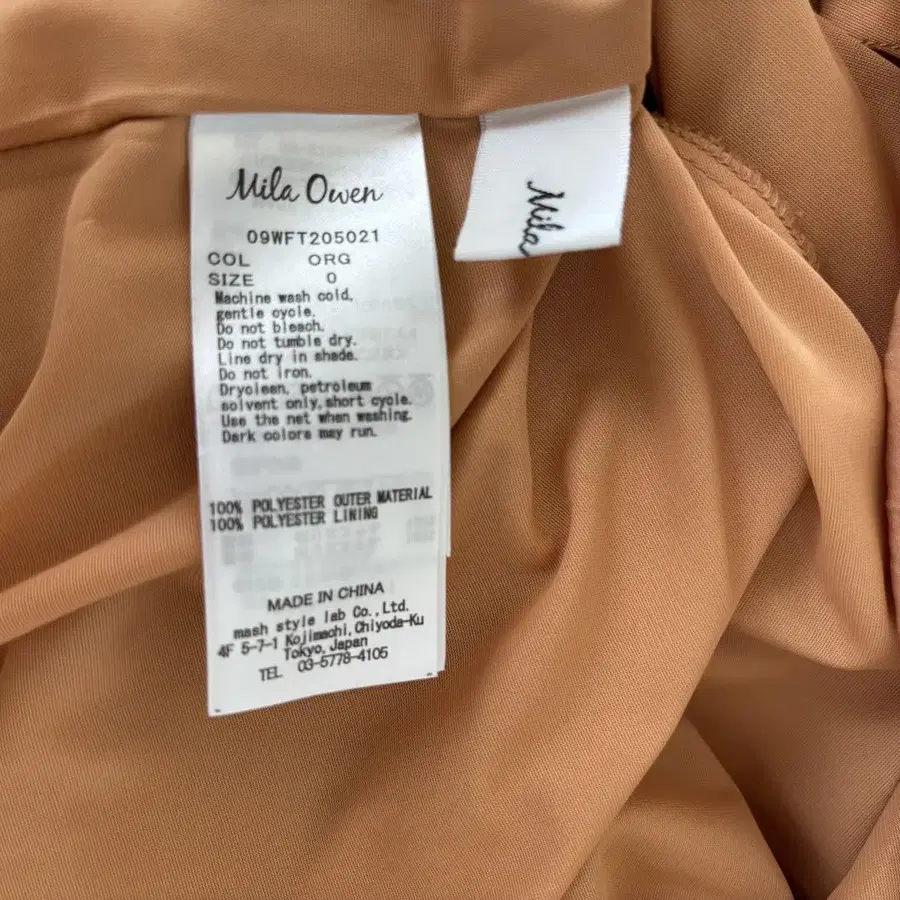 Mila Owen
09WFT205021
COL ORG
SIZE 0
Machine wash cold,
gentle cycle.
Do not bleach.
Do not tumble dry.
Line dry in shade.
Do not iron.
Dryclean, petroleum
solvent only, short cycle.
Use the net when washing.
Dark colors may run.
100% POLYESTER OUTER MATERIAL
100% POLYESTER LINING
MADE IN CHINA
mash style lab Co.,Ltd.
4F 5-7-1 Kojimachi, Chiyoda-Ku
Tokyo, Japan
TEL 03-5778-4105
Mila